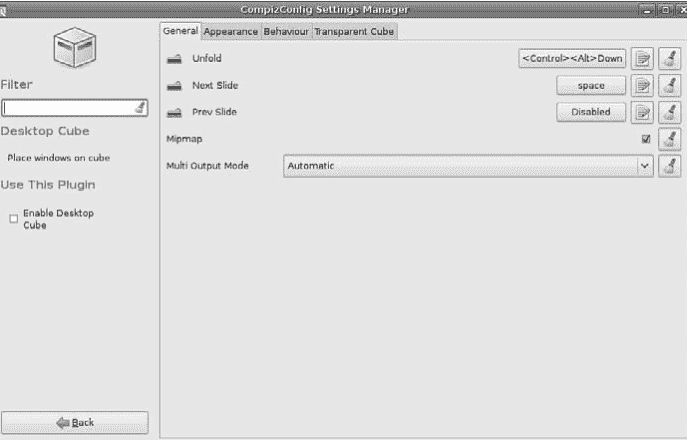 CompizConfig Settings Manager
Filter
Desktop Cube
Place windows on cube
Use This Plugin
Enable Desktop
Cube
Back
General Appearance Behaviour Transparent Cube
Unfold <Control><Alt>Down
Next Slide space
Prev Slide Disabled
Mipmap
Multi Output Mode Automatic